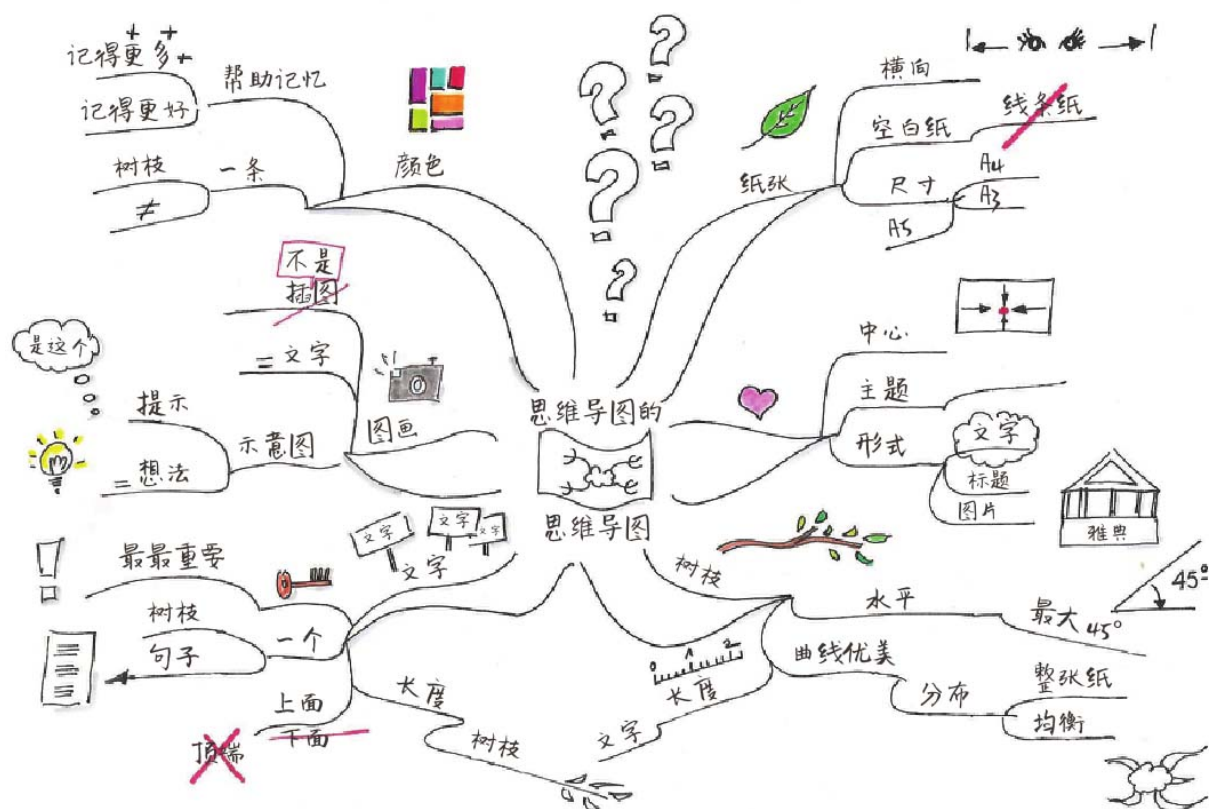 思维导图的
思维导图
纸张
横向
空白纸
线条纸
尺寸
A4
A3
A5
中心
主题
形式
文字
标题
图片
雅典
树枝
水平
最大45°
45°
曲线优美
分布
整张纸
均衡
0 1 2
长度
文字
文字
文字
文字
文字
最最重要
一个
树枝
句子
上面
下面
顶端
长度
树枝
图画
不是
插图
=文字
示意图
提示
=想法
是这个
颜色
帮助记忆
记得更多
记得更好
一条
树枝
≠